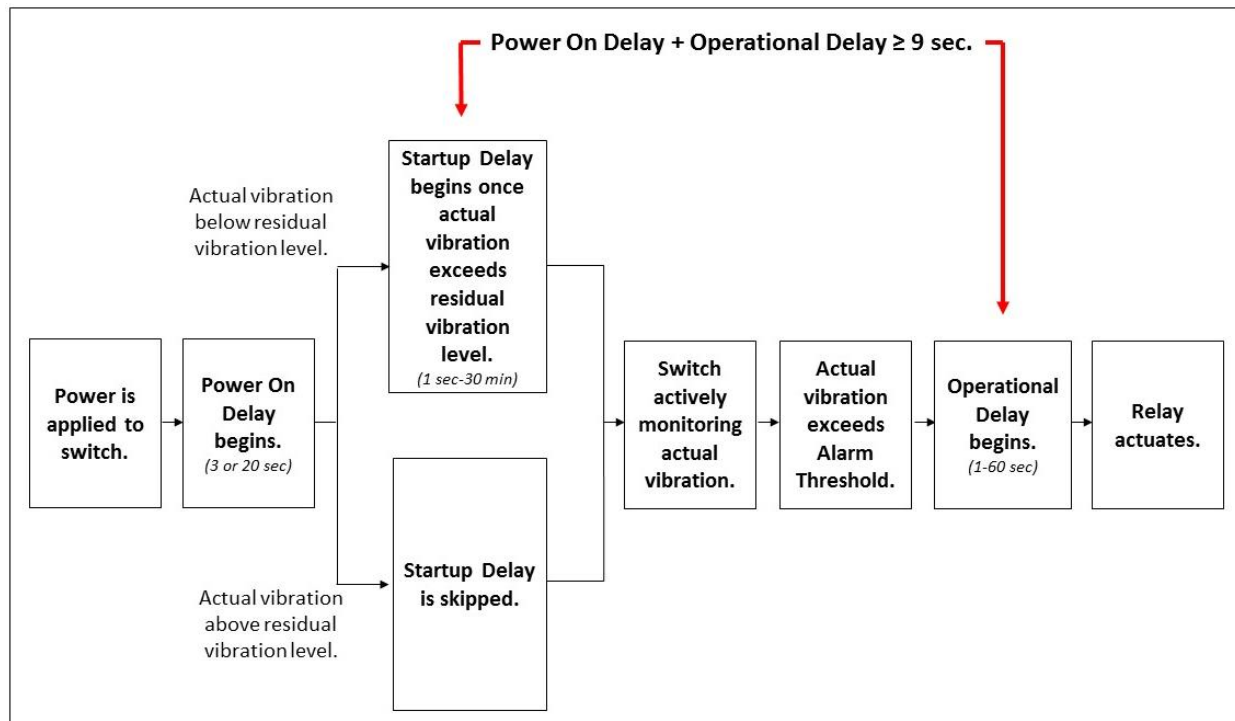 Power On Delay + Operational Delay ≥ 9 sec.
Actual vibration
below residual
vibration level.
Startup Delay
begins once
actual
vibration
exceeds
residual
vibration
level.
(1 sec-30 min)
Power is
applied to
switch.
Power On
Delay
begins.
(3 or 20 sec)
Switch
actively
monitoring
actual
vibration.
Actual
vibration
exceeds
Alarm
Threshold.
Operational
Delay
begins.
(1-60 sec)
Relay
actuates.
Startup Delay
is skipped.
Actual vibration
above residual
vibration level.